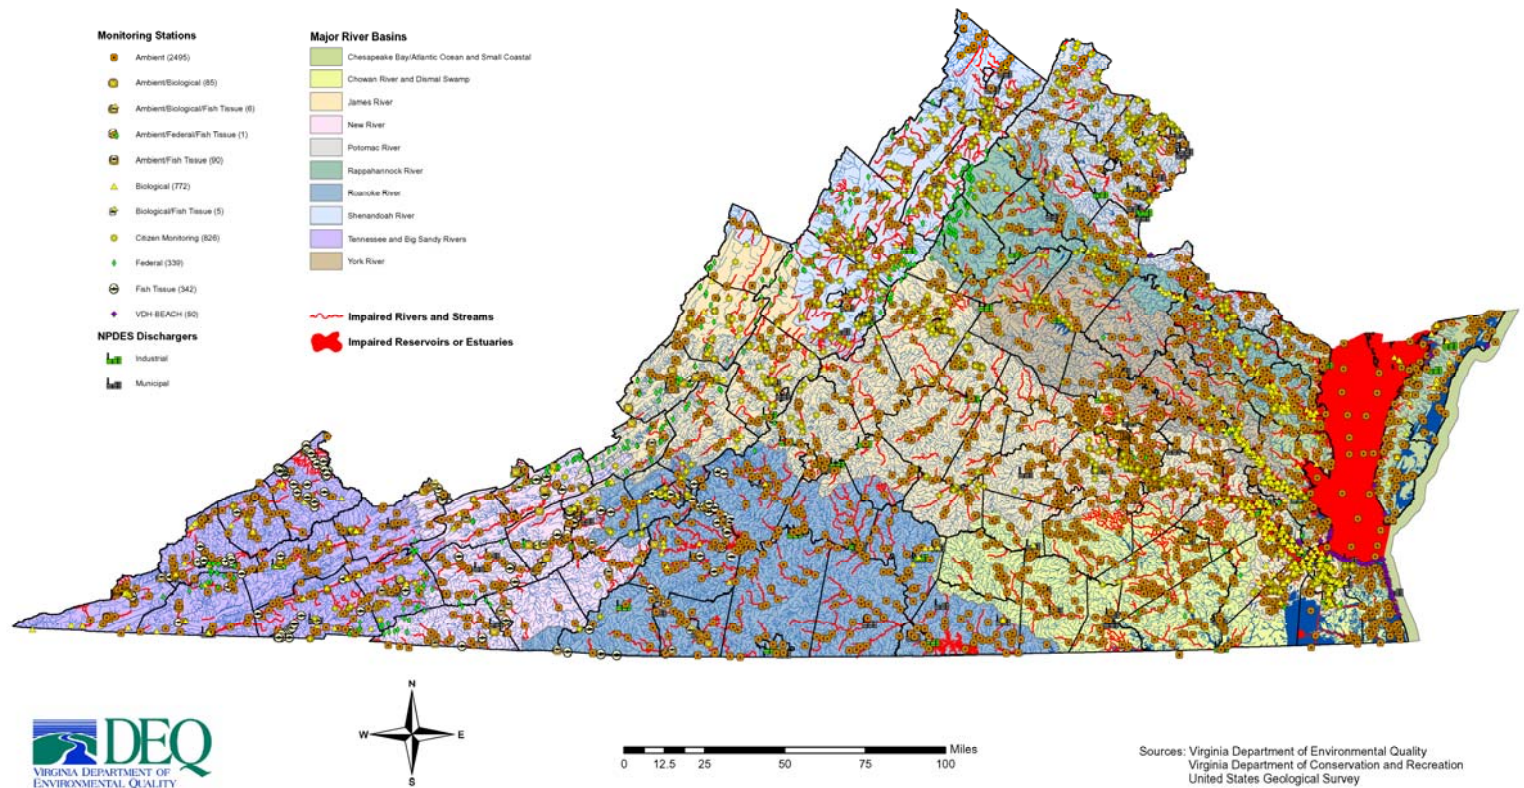 Monitoring Stations
Ambient (2495)
Ambient/Biological (85)
Ambient/Biological/Fish Tissue (6)
Ambient/Federal/Fish Tissue (1)
Ambient/Fish Tissue (90)
Biological (772)
Biological/Fish Tissue (5)
Citizen Monitoring (826)
Federal (339)
Fish Tissue (342)
VDH-BEACH (50)
NPDES Dischargers
Industrial
Municipal
Major River Basins
Chesapeake Bay/Atlantic Ocean and Small Coastal
Chowan River and Dismal Swamp
James River
New River
Potomac River
Rappahannock River
Roanoke River
Shenandoah River
Tennessee and Big Sandy Rivers
York River
Impaired Rivers and Streams
Impaired Reservoirs or Estuaries
DEQ
VIRGINIA DEPARTMENT OF
ENVIRONMENTAL QUALITY
N
W E
S
Miles
0 12.5 25 50 75 100
Sources: Virginia Department of Environmental Quality
Virginia Department of Conservation and Recreation
United States Geological Survey